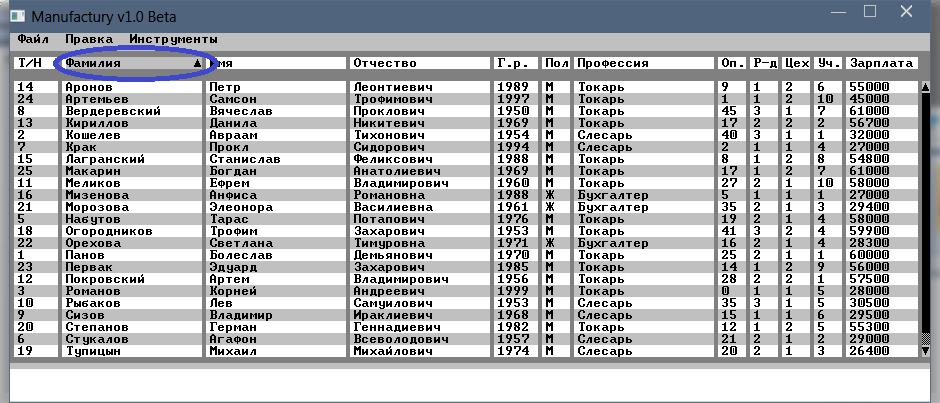 Manufactury v1.0 Beta
Файл Правка Инструменты
Т/Н Фамилия ▲ мя Отчество Г.р. Пол Профессия Оп. Р-д Цех Уч. Зарплата
14 Аронов Петр Леонтиевич 1989 М Токарь 9 1 2 6 55000
24 Артемьев Самсон Трофимович 1997 М Токарь 1 1 2 10 45000
8 Вердеревский Вячеслав Проклович 1950 М Токарь 45 3 1 7 61000
13 Кириллов Данила Никитевич 1969 М Токарь 17 2 2 2 56700
2 Кошелев Авраам Тихонович 1954 М Слесарь 40 3 1 1 32000
7 Крак Прокл Сидорович 1994 М Слесарь 2 1 1 4 27000
15 Лагранский Станислав Феликсович 1988 М Токарь 8 1 2 8 54800
25 Макарин Богдан Анатолиевич 1969 М Токарь 17 1 2 7 61000
11 Меликов Ефрем Владимирович 1960 М Токарь 27 2 1 10 58000
16 Мизенова Анфиса Романовна 1988 Ж Бухгалтер 5 1 1 1 27000
21 Морозова Элеонора Василиевна 1961 Ж Бухгалтер 35 2 1 3 29400
5 Набутов Тарас Потапович 1976 М Токарь 19 2 1 4 58000
18 Огородников Трофим Захарович 1953 М Токарь 41 3 2 4 59900
22 Орехова Светлана Тимуровна 1971 Ж Бухгалтер 16 2 1 4 28300
1 Панов Болеслав Демьянович 1970 М Токарь 25 2 1 1 60000
23 Первак Эдуард Захарович 1985 М Токарь 14 1 2 9 56000
12 Покровский Артем Владимирович 1956 М Токарь 28 2 2 1 57500
3 Романов Корней Андреевич 1999 М Токарь 0 1 1 5 28000
10 Рыбаков Лев Самуилович 1953 М Слесарь 35 3 1 5 30500
9 Сизов Владимир Ираклиевич 1968 М Слесарь 15 1 1 6 29500
20 Степанов Герман Геннадиевич 1982 М Токарь 12 1 2 5 55300
6 Стукалов Агафон Всеволодович 1957 М Слесарь 21 2 1 2 29000
19 Тупицын Михаил Михайлович 1974 М Слесарь 20 2 1 3 26400